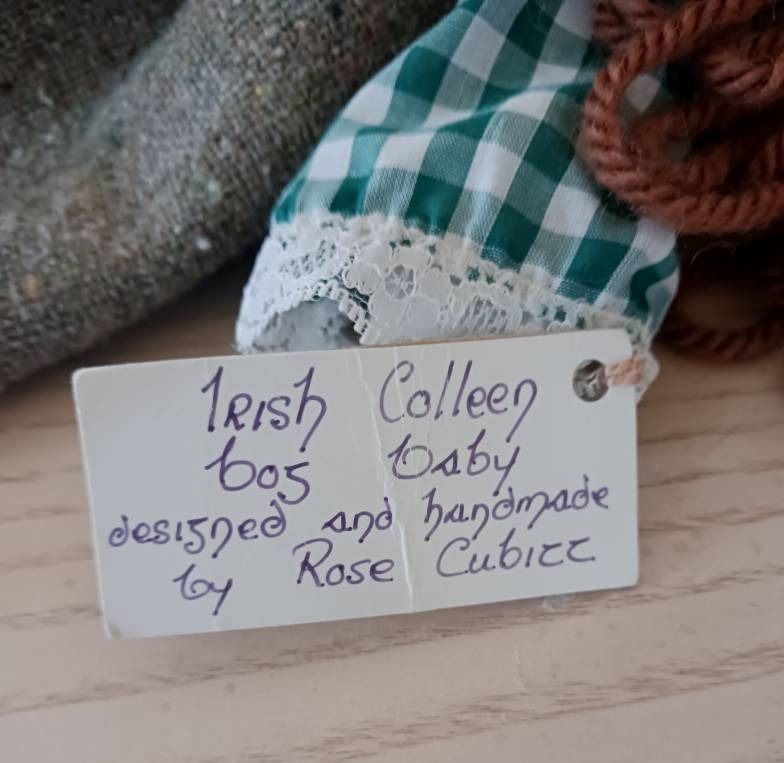 Irish Colleen
bog baby
designed and handmade
by Rose Cubitt